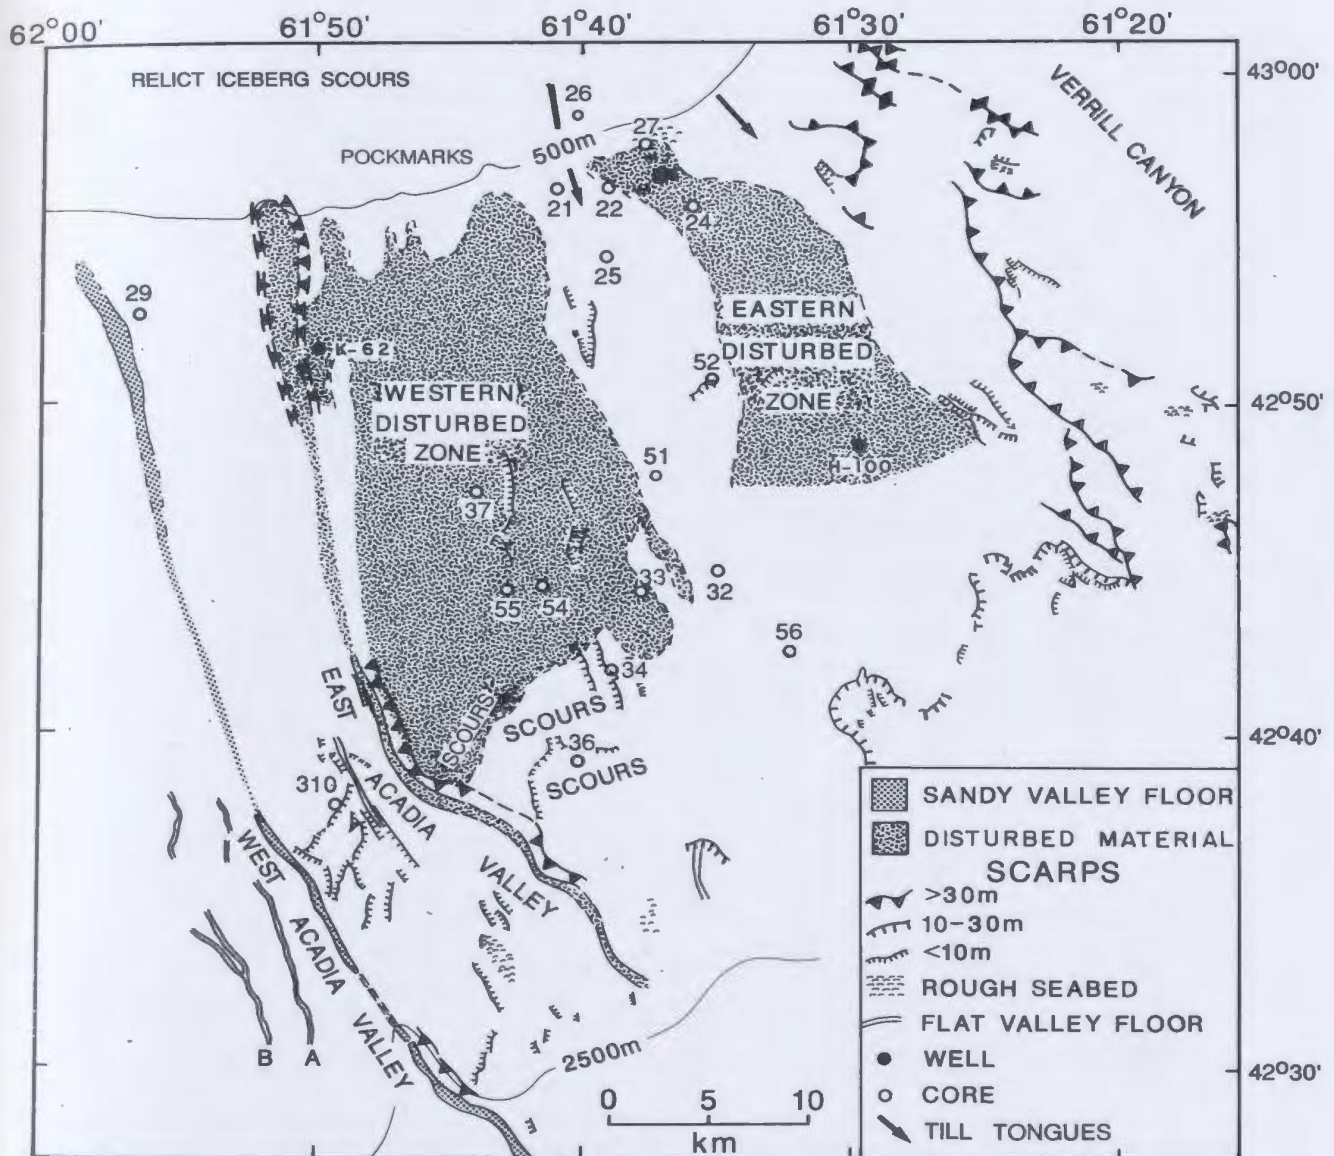 62°00' 61°50' 61°40' 61°30' 61°20'
43°00'
42°50'
42°40'
42°30'
RELICT ICEBERG SCOURS
POCKMARKS
500m
VERRILL CANYON
26
27
21
22
24
25
29
K-62
WESTERN
DISTURBED
ZONE
EASTERN
DISTURBED
ZONE
52
H-100
51
37
55
54
33
32
56
34
SCOURS
SCOURS
36
SCOURS
310
EAST
ACADIA
VALLEY
WEST
ACADIA
VALLEY
B
A
2500m
0 5 10
km
SANDY VALLEY FLOOR
DISTURBED MATERIAL
SCARPS
>30m
10-30m
<10m
ROUGH SEABED
FLAT VALLEY FLOOR
WELL
CORE
TILL TONGUES